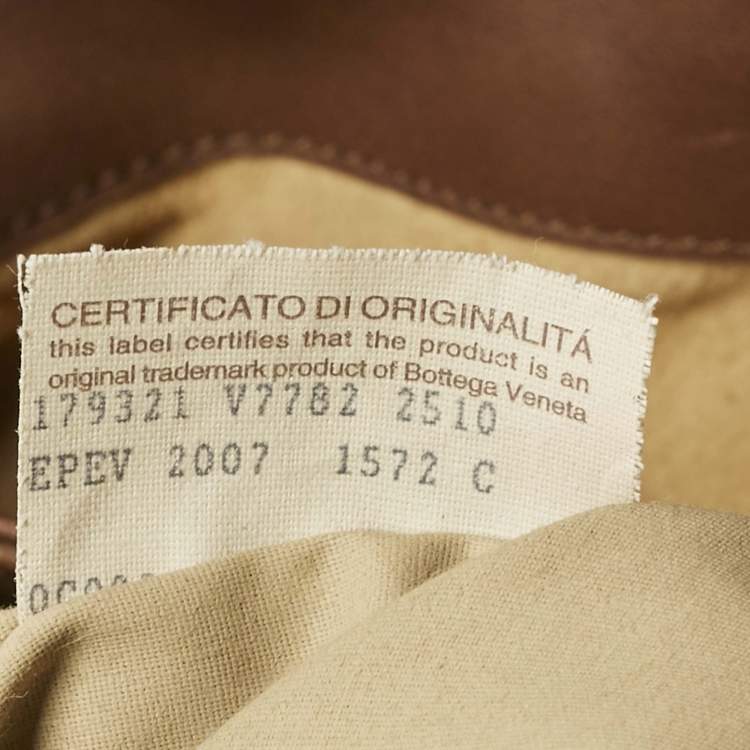 CERTIFICATO DI ORIGINALITÁ
this label certifies that the product is an
original trademark product of Bottega Veneta
179321 V7782 2510
EPEV 2007 1572 C